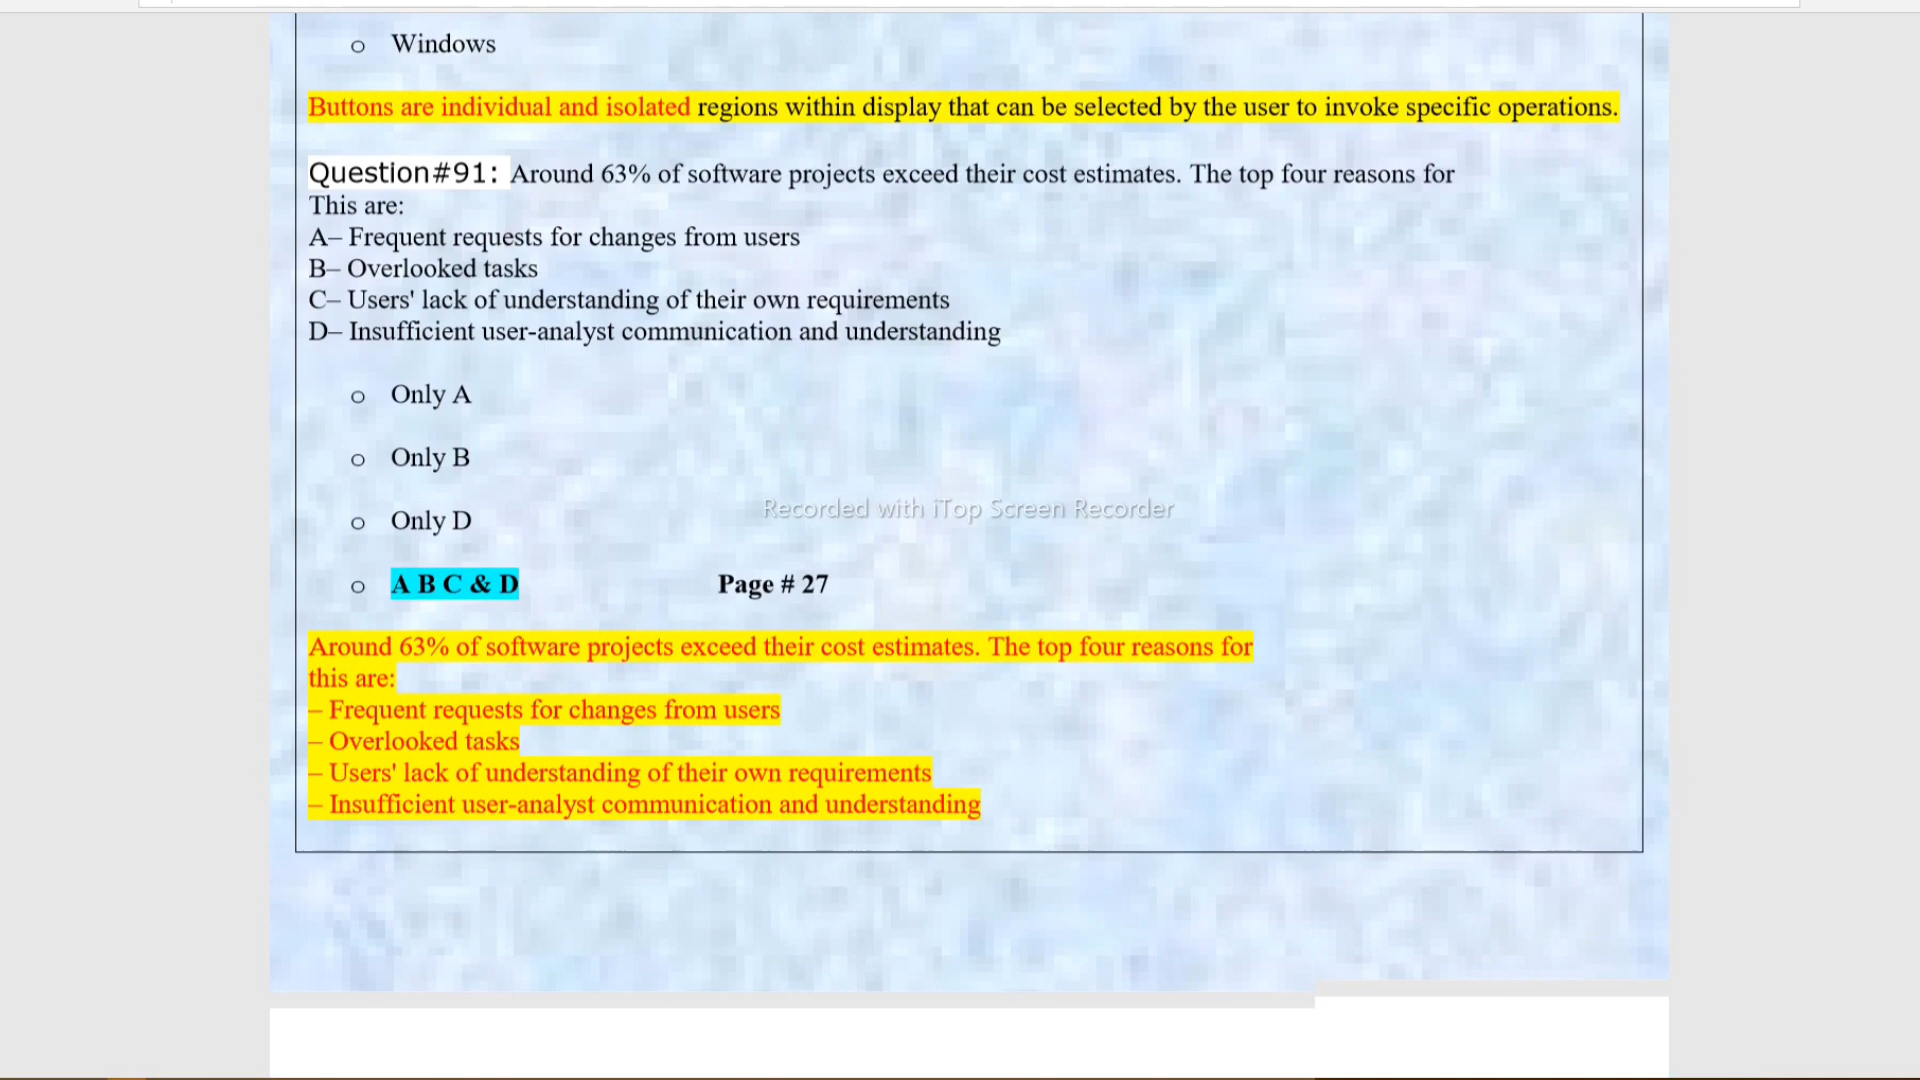 o Windows
Buttons are individual and isolated regions within display that can be selected by the user to invoke specific operations.
Question#91: Around 63% of software projects exceed their cost estimates. The top four reasons for
This are:
A– Frequent requests for changes from users
B– Overlooked tasks
C– Users' lack of understanding of their own requirements
D– Insufficient user-analyst communication and understanding
o Only A
o Only B
Recorded with iTop Screen Recorder
o Only D
o A B C & D Page # 27
Around 63% of software projects exceed their cost estimates. The top four reasons for
this are:
– Frequent requests for changes from users
– Overlooked tasks
– Users' lack of understanding of their own requirements
– Insufficient user-analyst communication and understanding